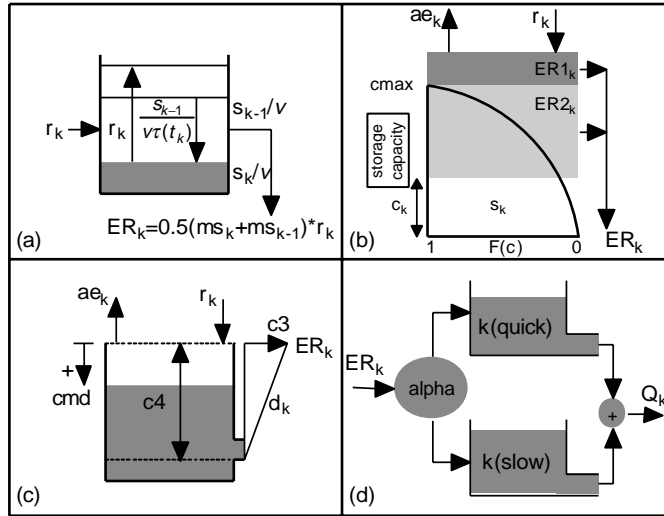 r_k
r_k
s_{k-1}
vτ(t_k)
s_{k-1}/v
s_k/v
ER_k=0.5(ms_k+ms_{k-1})*r_k
(a)
ae_k
r_k
ER1_k
cmax
ER2_k
storage
capacity
c_k
s_k
1
F(c)
0
ER_k
(b)
ae_k
r_k
c3
ER_k
+
cmd
c4
d_k
(c)
k(quick)
ER_k
alpha
Q_k
+
k(slow)
(d)